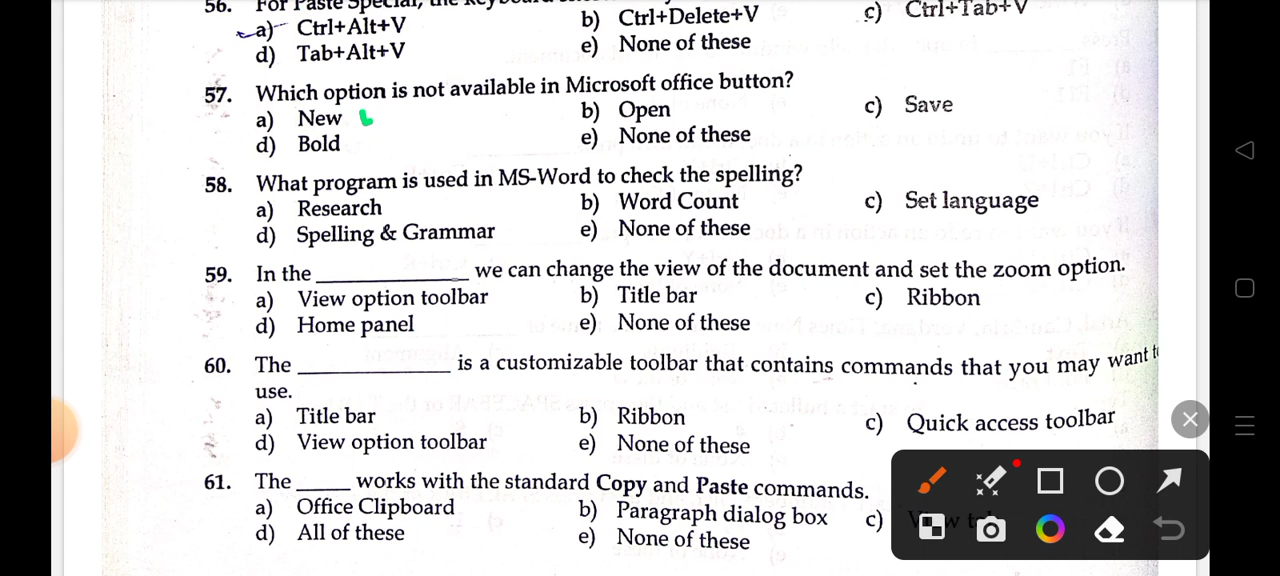 56. For Paste Special, the
a) Ctrl+Alt+V b) Ctrl+Delete+V c) Ctrl+Tab+V
d) Tab+Alt+V e) None of these
57. Which option is not available in Microsoft office button?
a) New b) Open c) Save
d) Bold e) None of these
58. What program is used in MS-Word to check the spelling?
a) Research b) Word Count c) Set language
d) Spelling & Grammar e) None of these
59. In the ____________ we can change the view of the document and set the zoom option.
a) View option toolbar b) Title bar c) Ribbon
d) Home panel e) None of these
60. The ____________ is a customizable toolbar that contains commands that you may want
use.
a) Title bar b) Ribbon c) Quick access toolbar
d) View option toolbar e) None of these
61. The _____ works with the standard Copy and Paste commands.
a) Office Clipboard b) Paragraph dialog box c)
d) All of these e) None of these